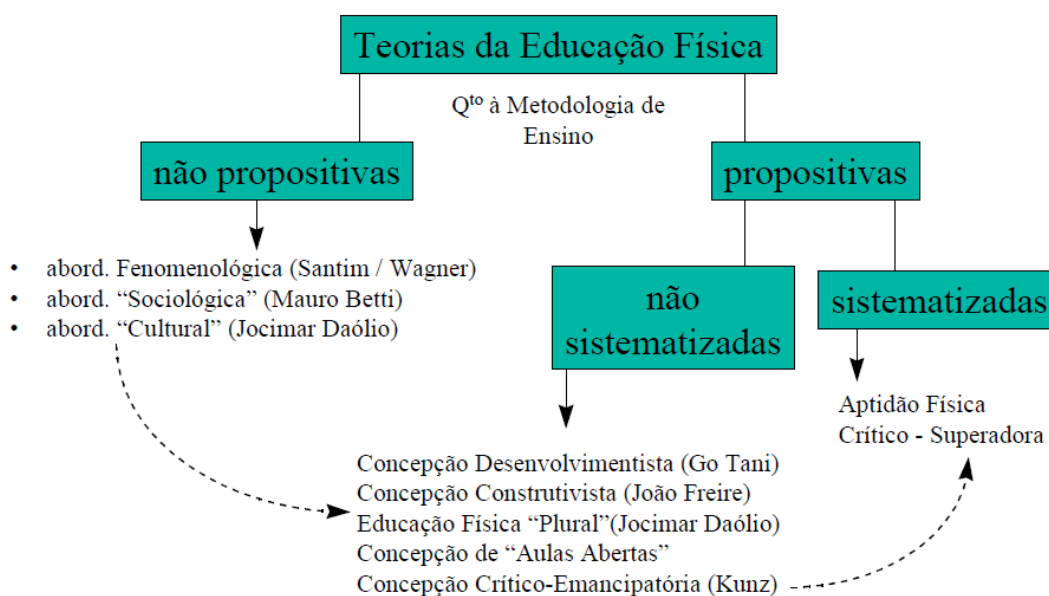 Teorias da Educação Física
Qto à Metodologia de
Ensino
não propositivas
propositivas
• abord. Fenomenológica (Santim / Wagner)
• abord. “Sociológica” (Mauro Betti)
• abord. “Cultural” (Jocimar Daólio)
não
sistematizadas
sistematizadas
Aptidão Física
Crítico - Superadora
Concepção Desenvolvimentista (Go Tani)
Concepção Construtivista (João Freire)
Educação Física “Plural”(Jocimar Daólio)
Concepção de “Aulas Abertas”
Concepção Crítico-Emancipatória (Kunz)